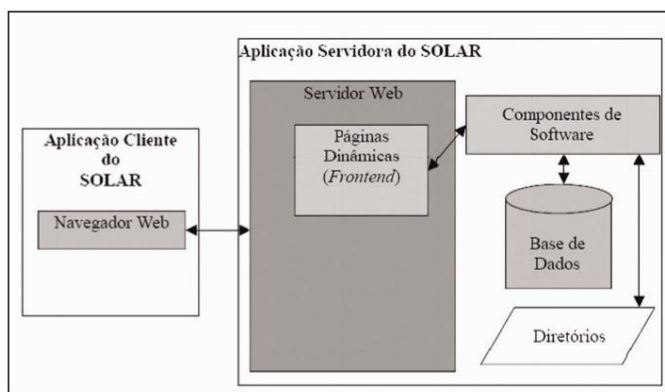 Aplicação Servidora do SOLAR
Servidor Web
Páginas
Dinâmicas
(Frontend)
Componentes de
Software
Aplicação Cliente
do
SOLAR
Navegador Web
Base de
Dados
Diretórios